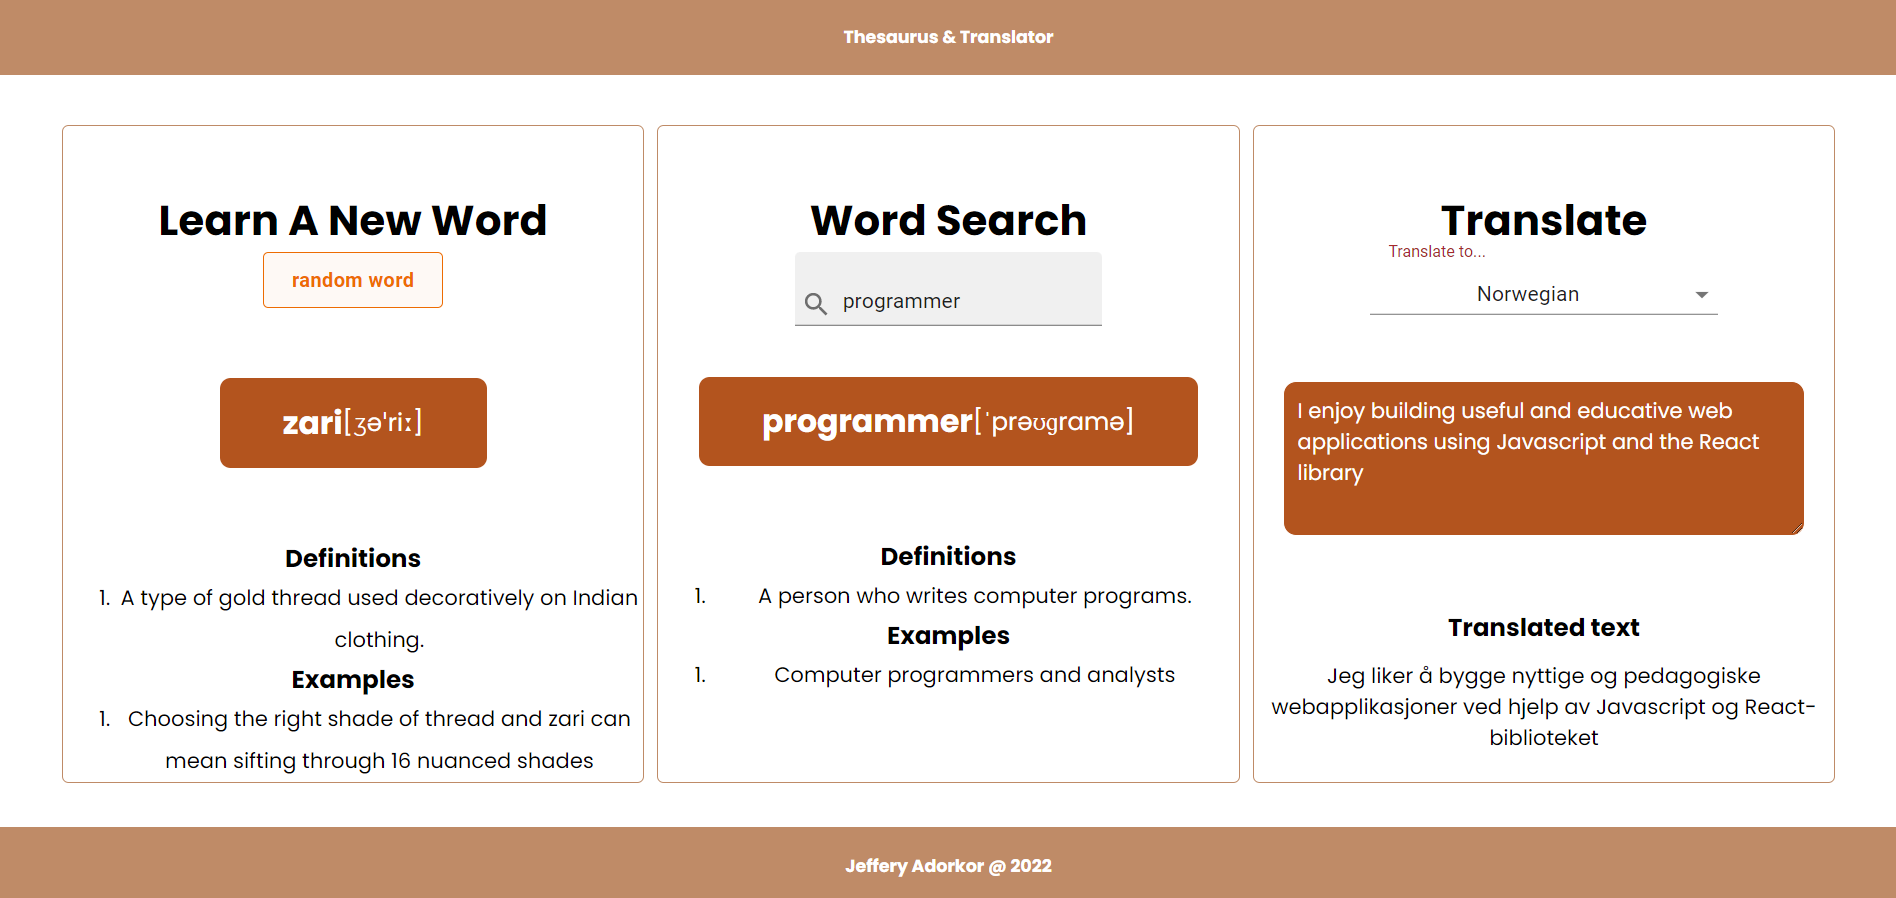 Thesaurus & Translator
Learn A New Word
random word
zari[ʒəˈriː]
Definitions
1. A type of gold thread used decoratively on Indian
clothing.
Examples
1. Choosing the right shade of thread and zari can
mean sifting through 16 nuanced shades
Word Search
programmer
programmer[ˈprəʊɡramə]
Definitions
1. A person who writes computer programs.
Examples
1. Computer programmers and analysts
Translate
Translate to...
Norwegian
I enjoy building useful and educative web
applications using Javascript and the React
library
Translated text
Jeg liker å bygge nyttige og pedagogiske
webapplikasjoner ved hjelp av Javascript og React-
biblioteket
Jeffery Adorkor @ 2022